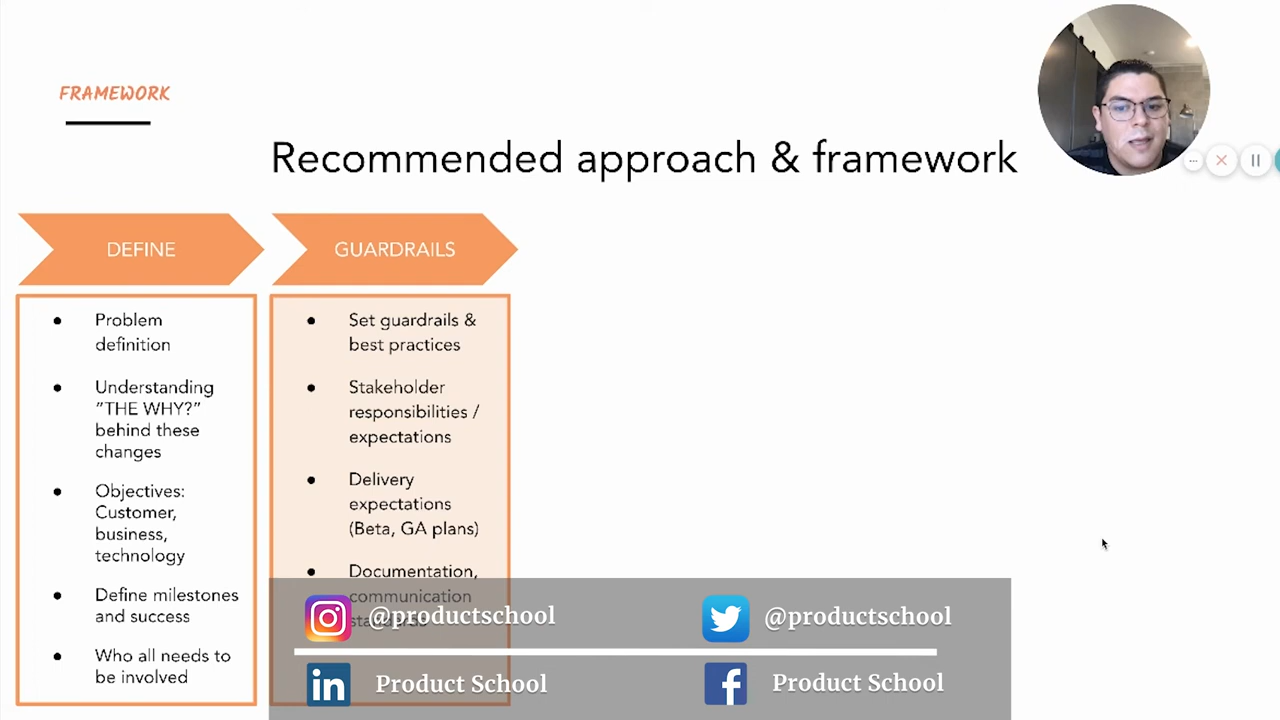 FRAMEWORK
Recommended approach & framework
DEFINE
GUARDRAILS
Problem
definition
Understanding
"THE WHY?"
behind these
changes
Objectives:
Customer,
business,
technology
Define milestones
and success
Who all needs to
be involved
Set guardrails &
best practices
Stakeholder
responsibilities /
expectations
Delivery
expectations
(Beta, GA plans)
Documentation,
communication
standards
@productschool
@productschool
Product School
Product School